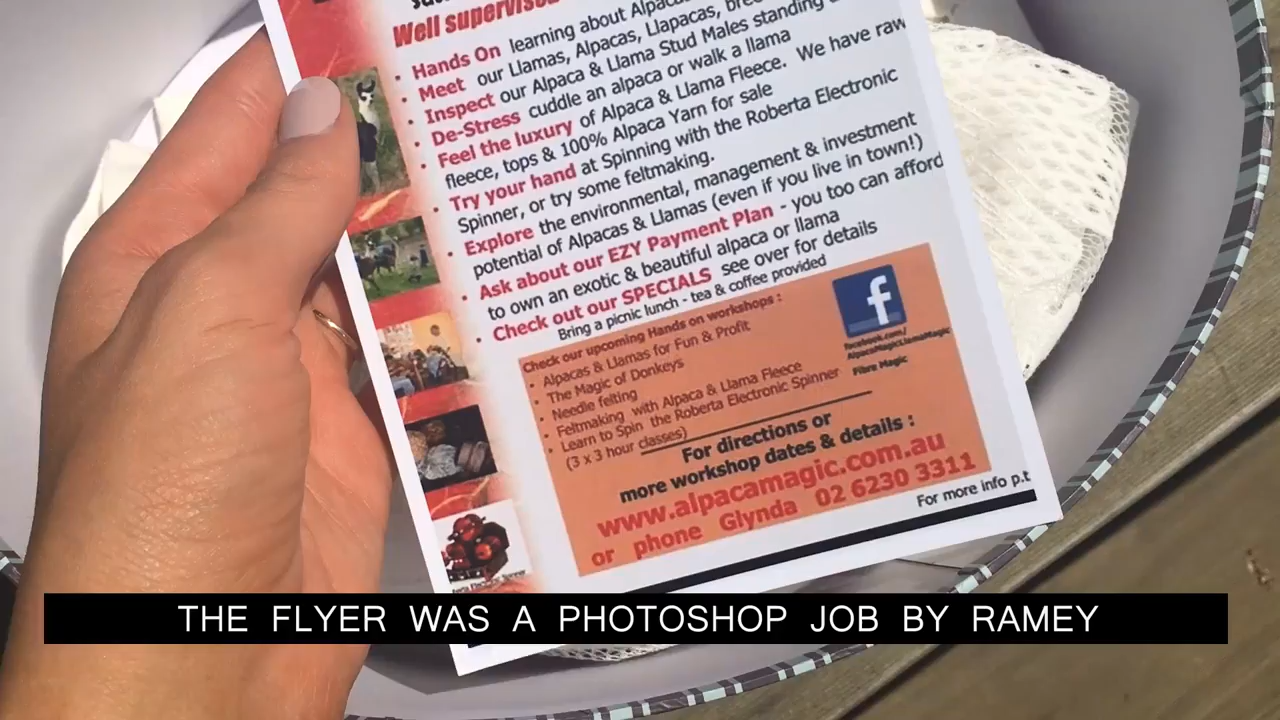 Well supervised
• Hands On learning about Alpacas
• Meet our Llamas, Alpacas, Llapacas,
• Inspect our Alpaca & Llama Stud Males standing
• De-Stress cuddle an alpaca or walk a llama
• Feel the luxury of Alpaca & Llama Fleece. We have raw
fleece, tops & 100% Alpaca Yarn for sale
• Try your hand at Spinning with the Roberta Electronic
Spinner, or try some feltmaking.
• Explore the environmental, management & investment
potential of Alpacas & Llamas (even if you live in town!)
• Ask about our EZY Payment Plan - you too can afford
to own an exotic & beautiful alpaca or llama
• Check out our SPECIALS see over for details
Bring a picnic lunch - tea & coffee provided
Check our upcoming Hands on workshops :
• Alpacas & Llamas for Fun & Profit
• The Magic of Donkeys
• Needle felting
• Feltmaking with Alpaca & Llama Fleece
• Learn to Spin the Roberta Electronic Spinner
(3 x 3 hour classes)
f
facebook.com/
AlpacaMagicLlamaMagic
Fibre Magic
For directions or
more workshop dates & details :
www.alpacamagic.com.au
or phone Glynda 02 6230 3311
For more info p.t
THE FLYER WAS A PHOTOSHOP JOB BY RAMEY